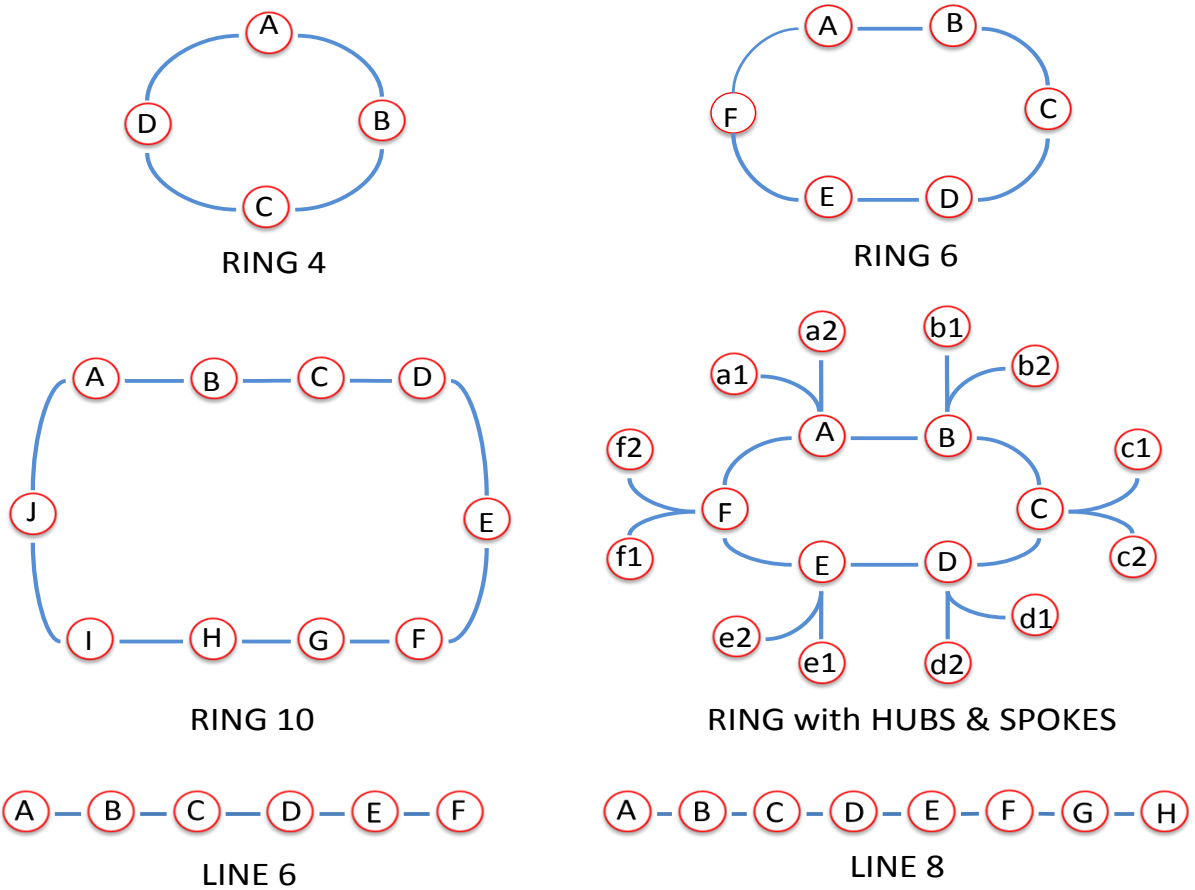 A
D
B
C
RING 4
A
B
F
C
E
D
RING 6
A
B
C
D
J
E
I
H
G
F
RING 10
a1
a2
b1
b2
f2
A
B
c1
F
C
f1
E
D
c2
e2
e1
d2
d1
RING with HUBS & SPOKES
A B C D E F
LINE 6
A B C D E F G H
LINE 8